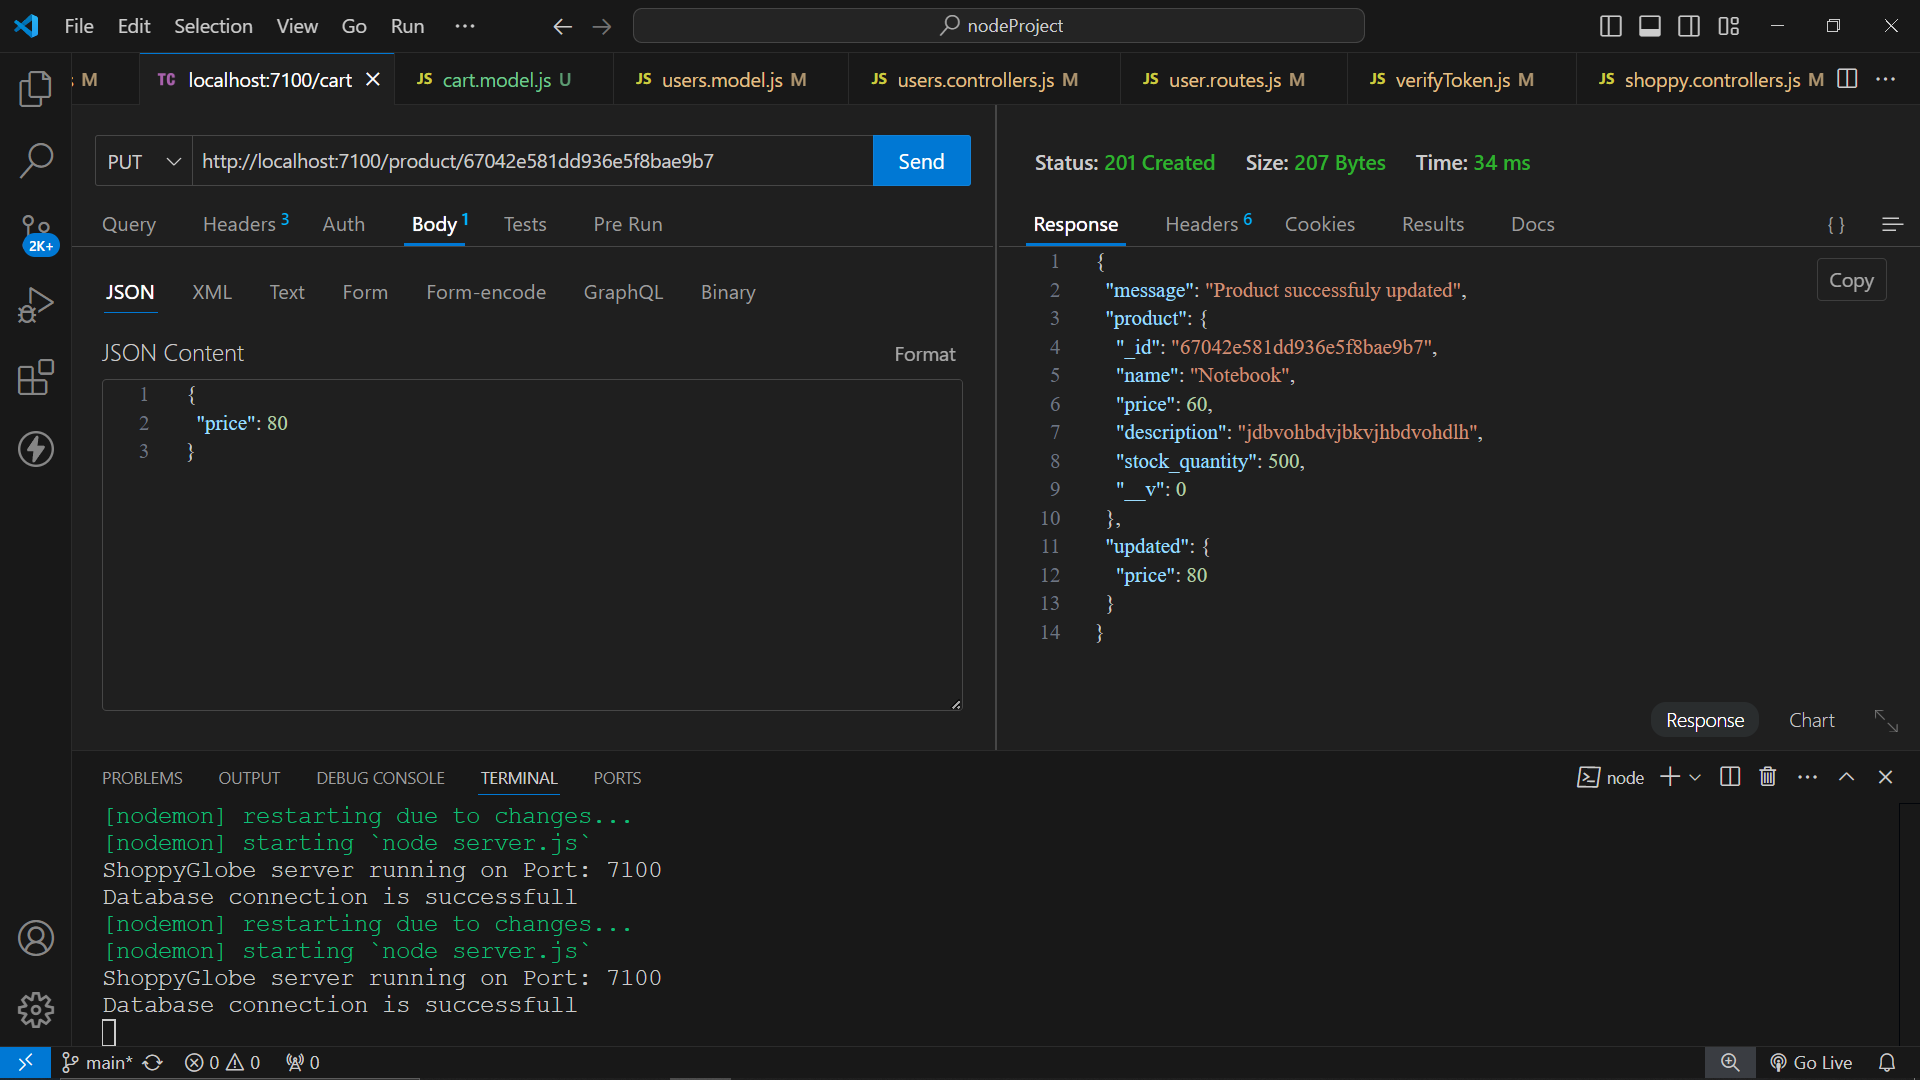 File Edit Selection View Go Run ··· nodeProject
s M TC localhost:7100/cart JS cart.model.js U JS users.model.js M JS users.controllers.js M JS user.routes.js M JS verifyToken.js M JS shoppy.controllers.js M ···
PUT http://localhost:7100/product/67042e581dd936e5f8bae9b7 Send
Query Headers 3 Auth Body 1 Tests Pre Run
JSON XML Text Form Form-encode GraphQL Binary
JSON Content Format
1 {
2 "price": 80
3 }
Status: 201 Created Size: 207 Bytes Time: 34 ms
Response Headers 6 Cookies Results Docs { }
Copy
1 {
2 "message": "Product successfuly updated",
3 "product": {
4 "_id": "67042e581dd936e5f8bae9b7",
5 "name": "Notebook",
6 "price": 60,
7 "description": "jdbvohbdvjbkvjhbdvohdlh",
8 "stock_quantity": 500,
9 "__v": 0
10 },
11 "updated": {
12 "price": 80
13 }
14 }
Response Chart
2K+
PROBLEMS OUTPUT DEBUG CONSOLE TERMINAL PORTS node ···
[nodemon] restarting due to changes...
[nodemon] starting `node server.js`
ShoppyGlobe server running on Port: 7100
Database connection is successfull
[nodemon] restarting due to changes...
[nodemon] starting `node server.js`
ShoppyGlobe server running on Port: 7100
Database connection is successfull
main* 0 0 0 Go Live